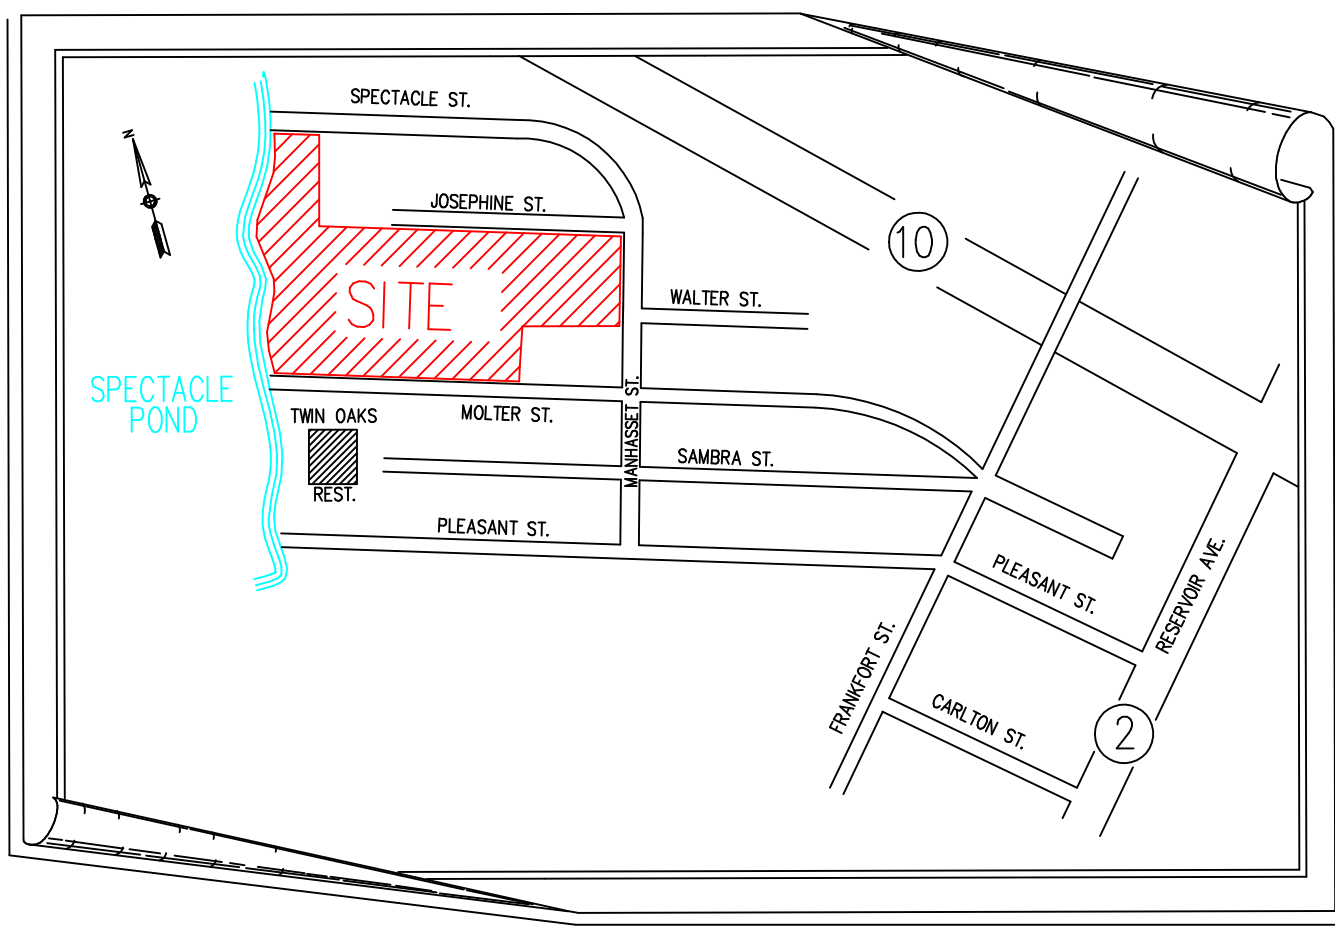 SPECTACLE ST.
N
JOSEPHINE ST.
10
SITE
WALTER ST.
SPECTACLE
POND
TWIN OAKS
REST.
MOLTER ST.
MANHASSET ST.
SAMBRA ST.
PLEASANT ST.
PLEASANT ST.
RESERVOIR AVE.
FRANKFORT ST.
CARLTON ST.
2